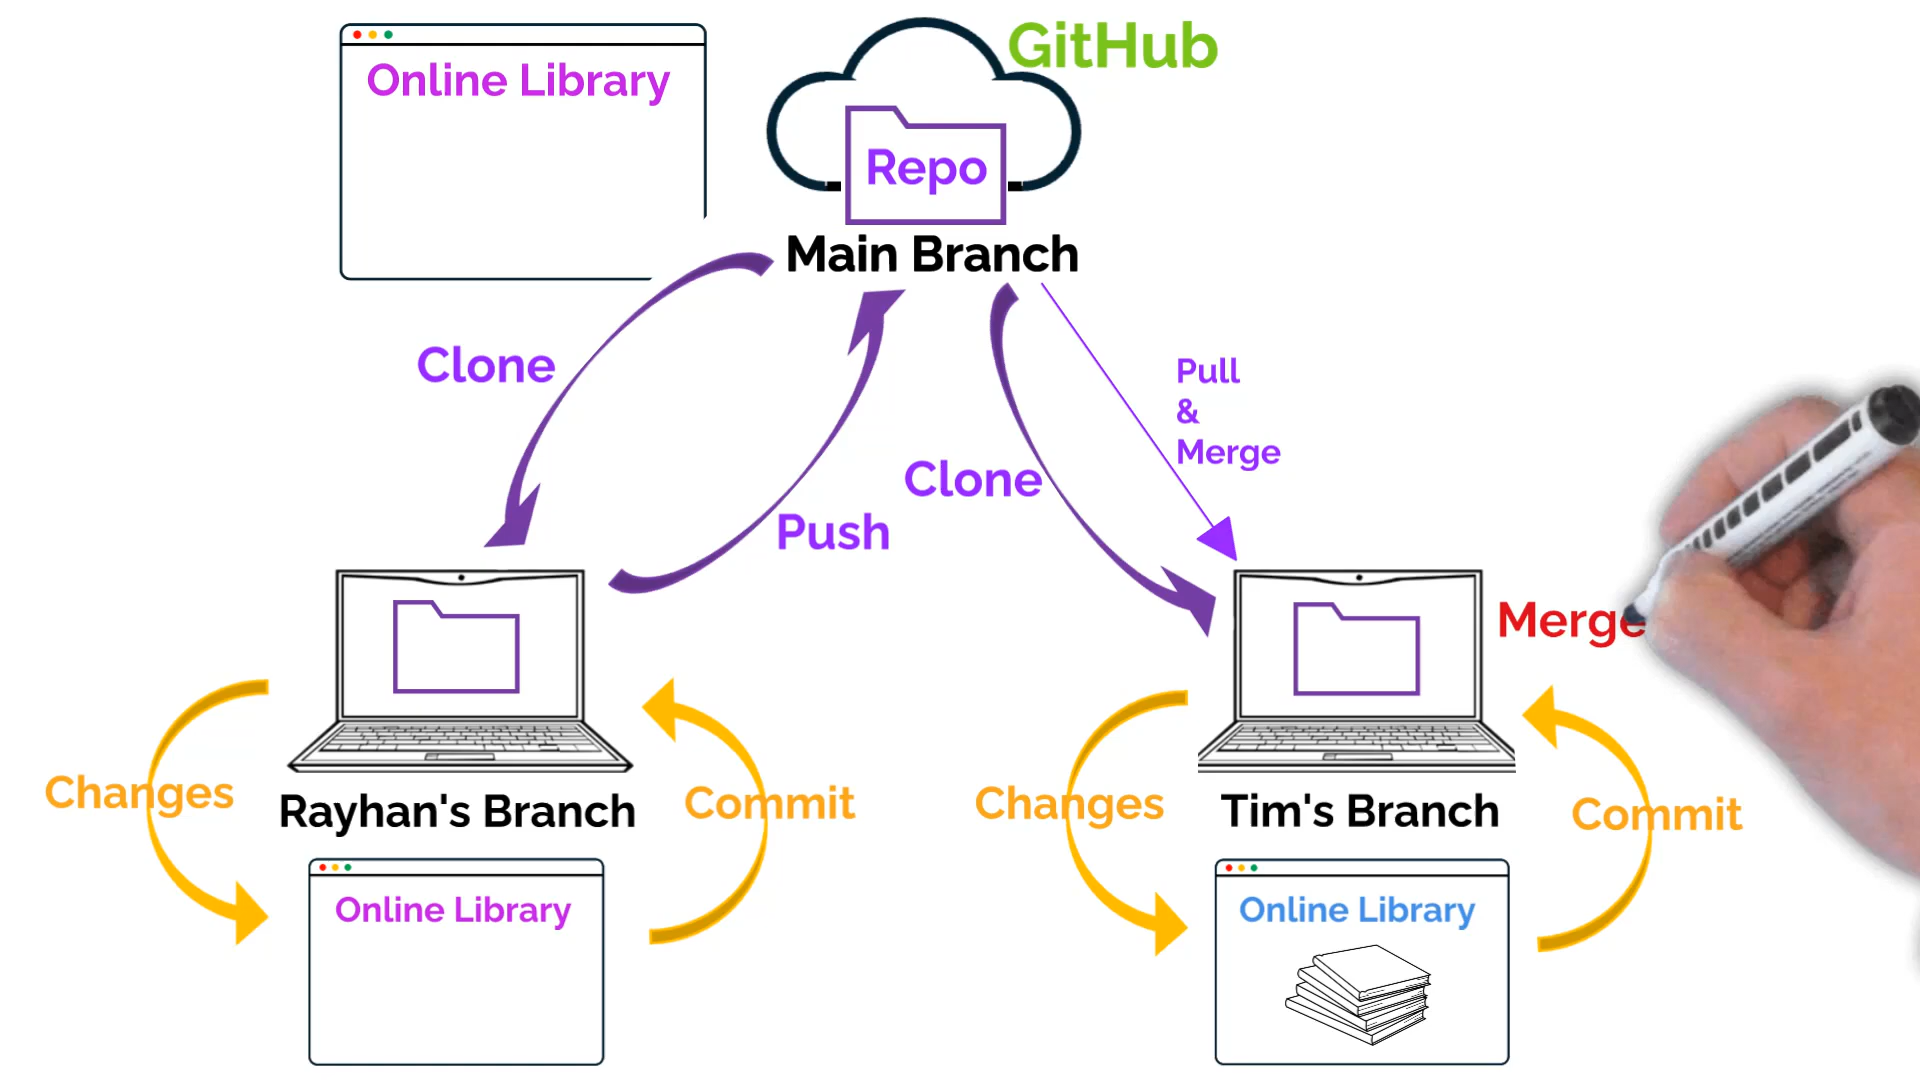 GitHub
Online Library
Repo
Main Branch
Clone
Pull
&
Merge
Clone
Push
Merge
Changes
Commit
Rayhan's Branch
Changes
Commit
Tim's Branch
Online Library
Online Library